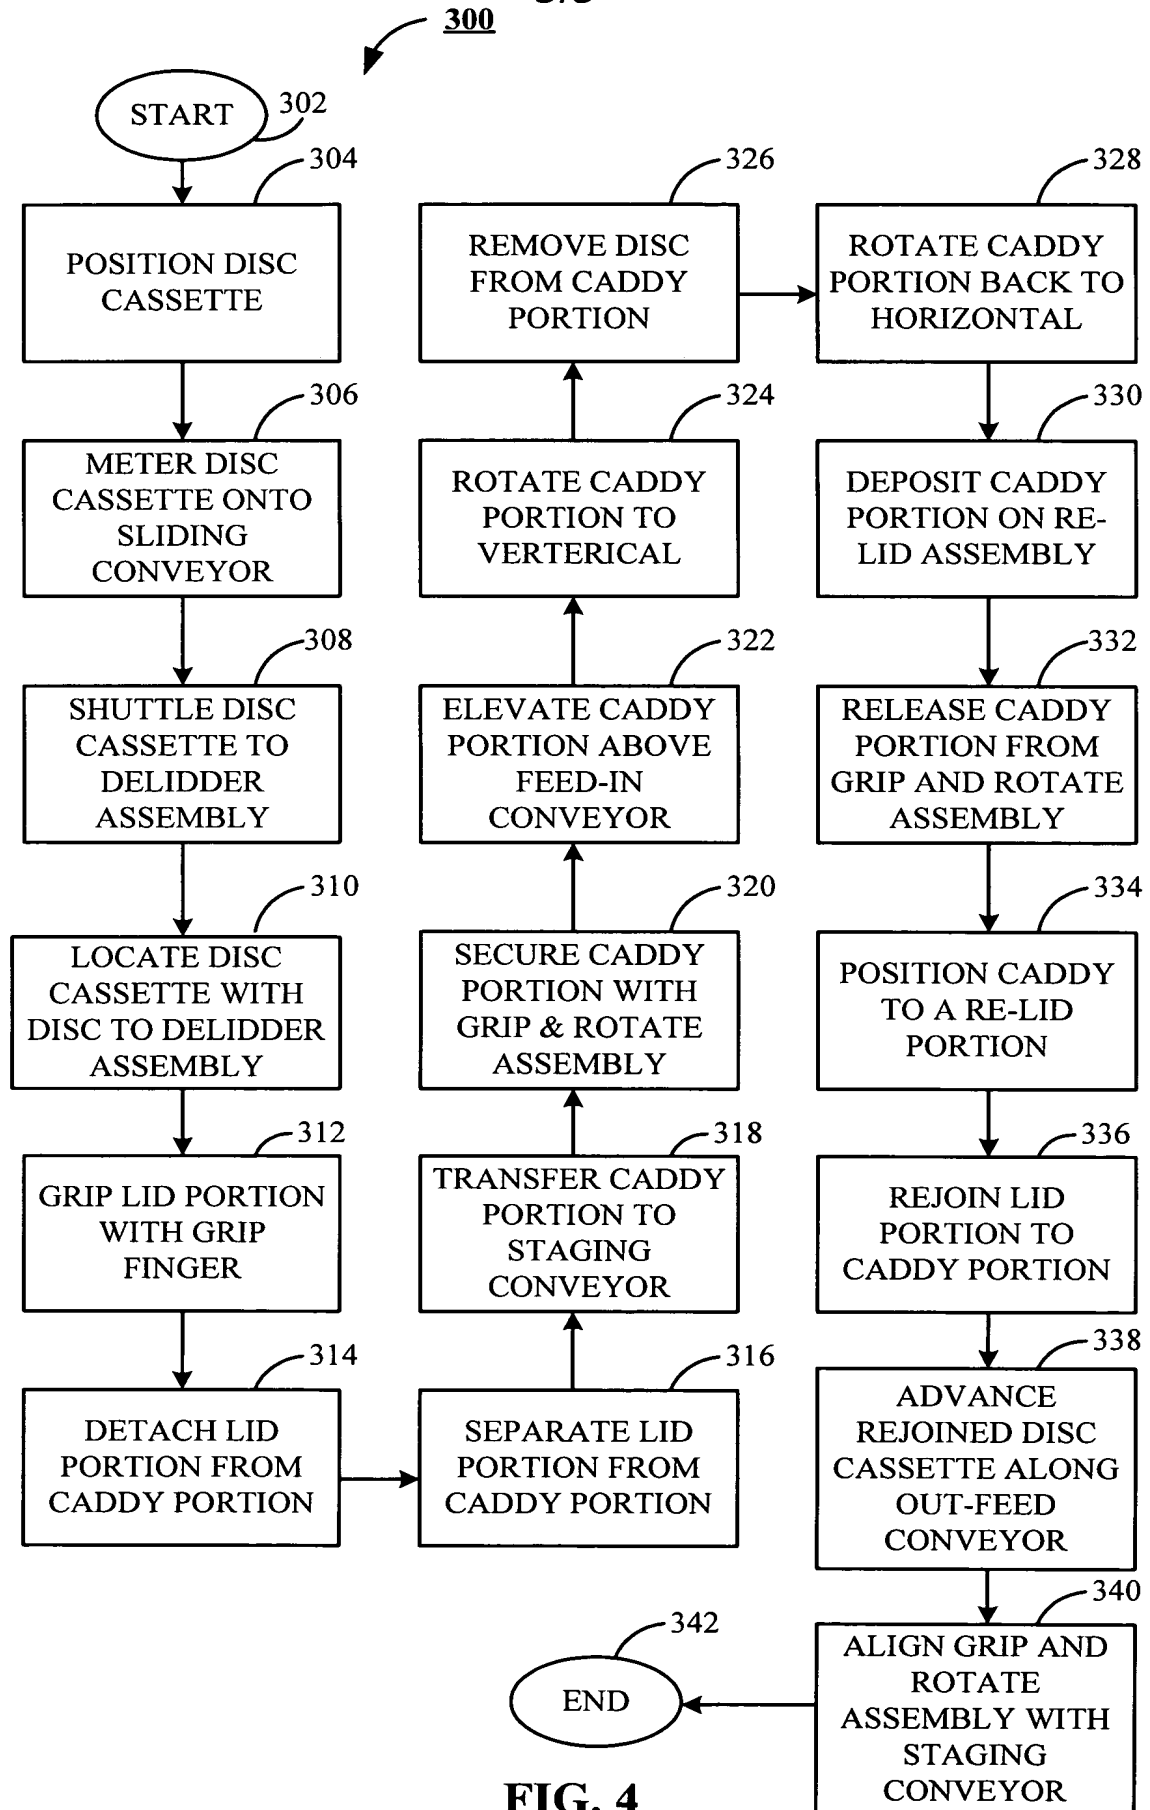 300
START
302
304
POSITION DISC
CASSETTE
306
METER DISC
CASSETTE ONTO
SLIDING
CONVEYOR
308
SHUTTLE DISC
CASSETTE TO
DELIDDER
ASSEMBLY
310
LOCATE DISC
CASSETTE WITH
DISC TO DELIDDER
ASSEMBLY
312
GRIP LID PORTION
WITH GRIP
FINGER
314
DETACH LID
PORTION FROM
CADDY PORTION
316
SEPARATE LID
PORTION FROM
CADDY PORTION
318
TRANSFER CADDY
PORTION TO
STAGING
CONVEYOR
320
SECURE CADDY
PORTION WITH
GRIP & ROTATE
ASSEMBLY
322
ELEVATE CADDY
PORTION ABOVE
FEED-IN
CONVEYOR
324
ROTATE CADDY
PORTION TO
VERTERICAL
326
REMOVE DISC
FROM CADDY
PORTION
328
ROTATE CADDY
PORTION BACK TO
HORIZONTAL
330
DEPOSIT CADDY
PORTION ON RE-
LID ASSEMBLY
332
RELEASE CADDY
PORTION FROM
GRIP AND ROTATE
ASSEMBLY
334
POSITION CADDY
TO A RE-LID
PORTION
336
REJOIN LID
PORTION TO
CADDY PORTION
338
ADVANCE
REJOINED DISC
CASSETTE ALONG
OUT-FEED
CONVEYOR
340
ALIGN GRIP AND
ROTATE
ASSEMBLY WITH
STAGING
CONVEYOR
342
END
FIG. 4